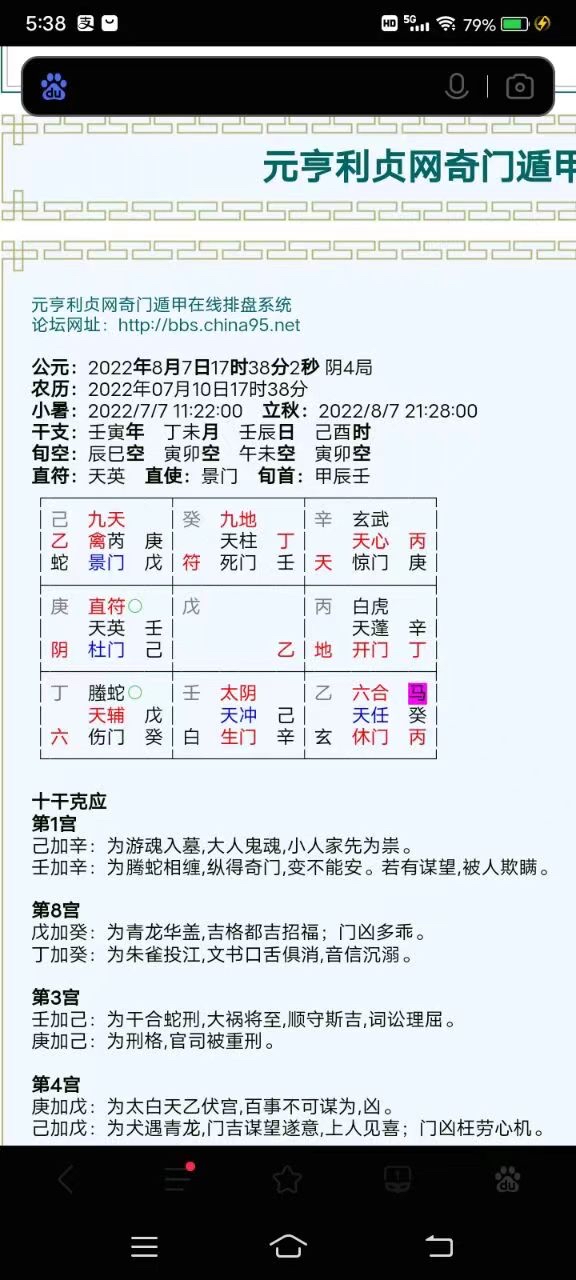 5:38 支 HD 5G 79%
du
元亨利贞网奇门遁甲
元亨利贞网奇门遁甲在线排盘系统
论坛网址：http://bbs.china95.net
公元：2022年8月7日17时38分2秒 阴4局
农历：2022年07月10日17时38分
小暑：2022/7/7 11:22:00 立秋：2022/8/7 21:28:00
干支：壬寅年 丁未月 壬辰日 己酉时
旬空：辰巳空 寅卯空 午未空 寅卯空
直符：天英 直使：景门 旬首：甲辰壬
己 九天 癸 九地 辛 玄武
乙 禽芮 庚 天柱 丁 天心 丙
蛇 景门 戊 符 死门 壬 天 惊门 庚
庚 直符○ 戊 丙 白虎
天英 壬 天蓬 辛
阴 杜门 己 乙 地 开门 丁
丁 螣蛇○ 壬 太阴 乙 六合 马
天辅 戊 天冲 己 天任 癸
六 伤门 癸 白 生门 辛 玄 休门 丙
十干克应
第1宫
己加辛：为游魂入墓,大人鬼魂,小人家先为祟。
壬加辛：为腾蛇相缠,纵得奇门,变不能安。若有谋望,被人欺瞒。
第8宫
戊加癸：为青龙华盖,吉格都吉招福；门凶多乖。
丁加癸：为朱雀投江,文书口舌俱消,音信沉溺。
第3宫
壬加己：为干合蛇刑,大祸将至,顺守斯吉,词讼理屈。
庚加己：为刑格,官司被重刑。
第4宫
庚加戊：为太白天乙伏宫,百事不可谋为,凶。
己加戊：为犬遇青龙,门吉谋望遂意,上人见喜；门凶枉劳心机。
1
du